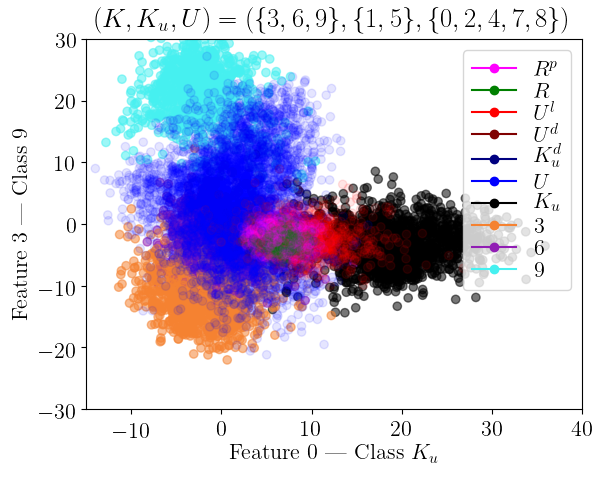 (K, K_u, U) = ({3, 6, 9}, {1, 5}, {0, 2, 4, 7, 8})
30
20
10
0
−10
−20
−30
Feature 3 — Class 9
R^p
R
U^l
U^d
K_u^d
U
K_u
3
6
9
−10
0
10
20
30
40
Feature 0 — Class K_u